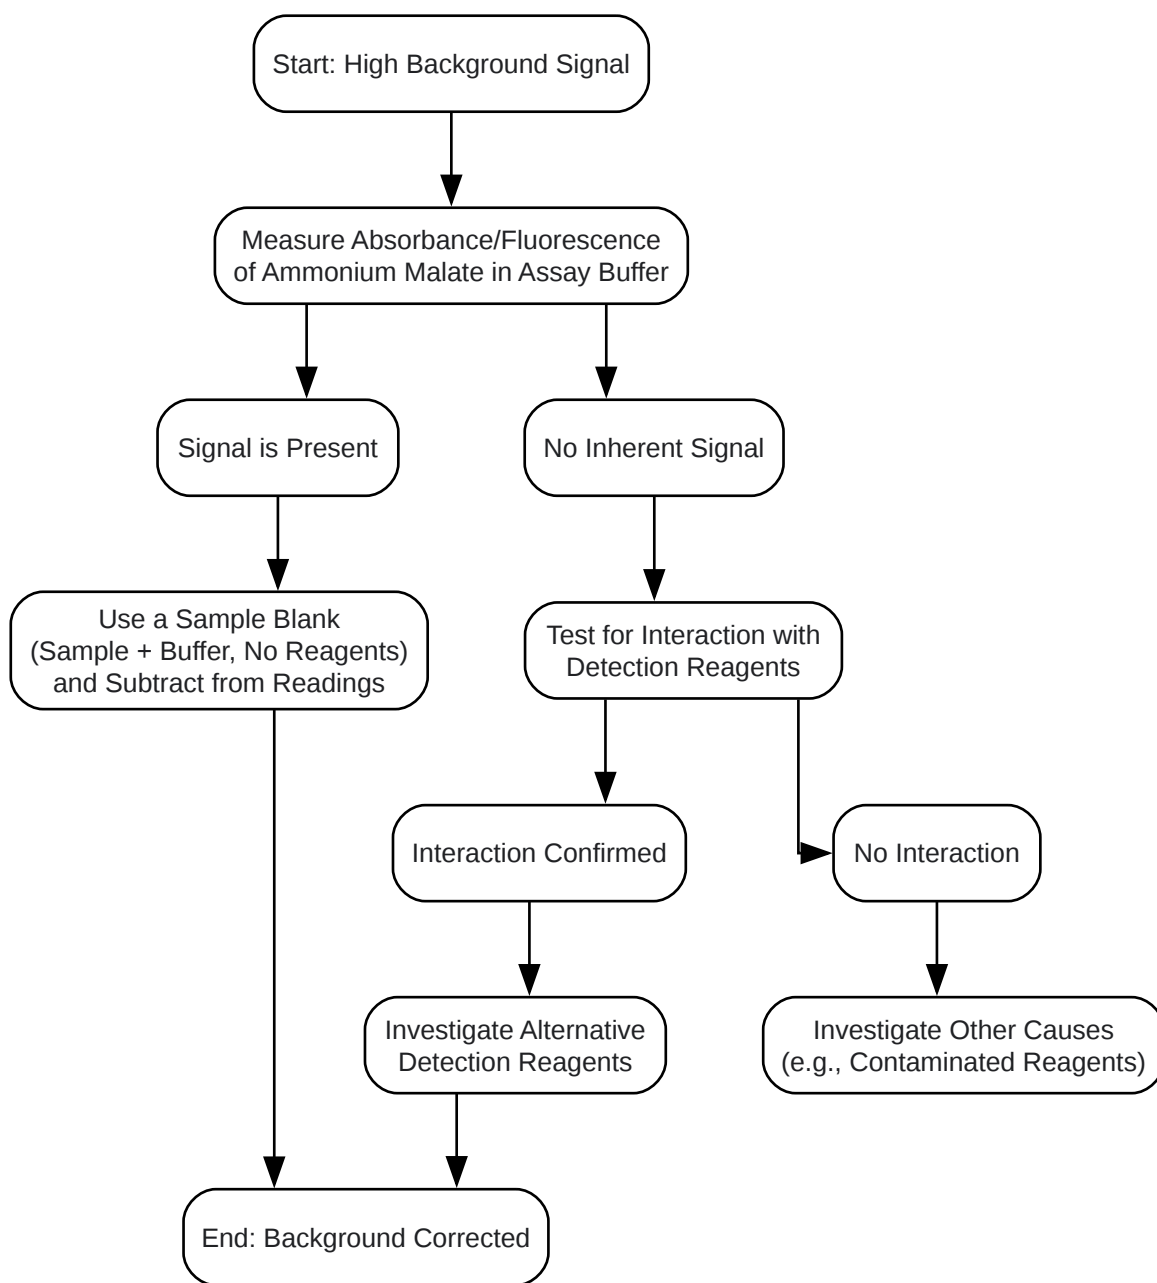 Start: High Background Signal
Measure Absorbance/Fluorescence
of Ammonium Malate in Assay Buffer
Signal is Present
No Inherent Signal
Use a Sample Blank
(Sample + Buffer, No Reagents)
and Subtract from Readings
Test for Interaction with
Detection Reagents
Interaction Confirmed
No Interaction
Investigate Alternative
Detection Reagents
Investigate Other Causes
(e.g., Contaminated Reagents)
End: Background Corrected